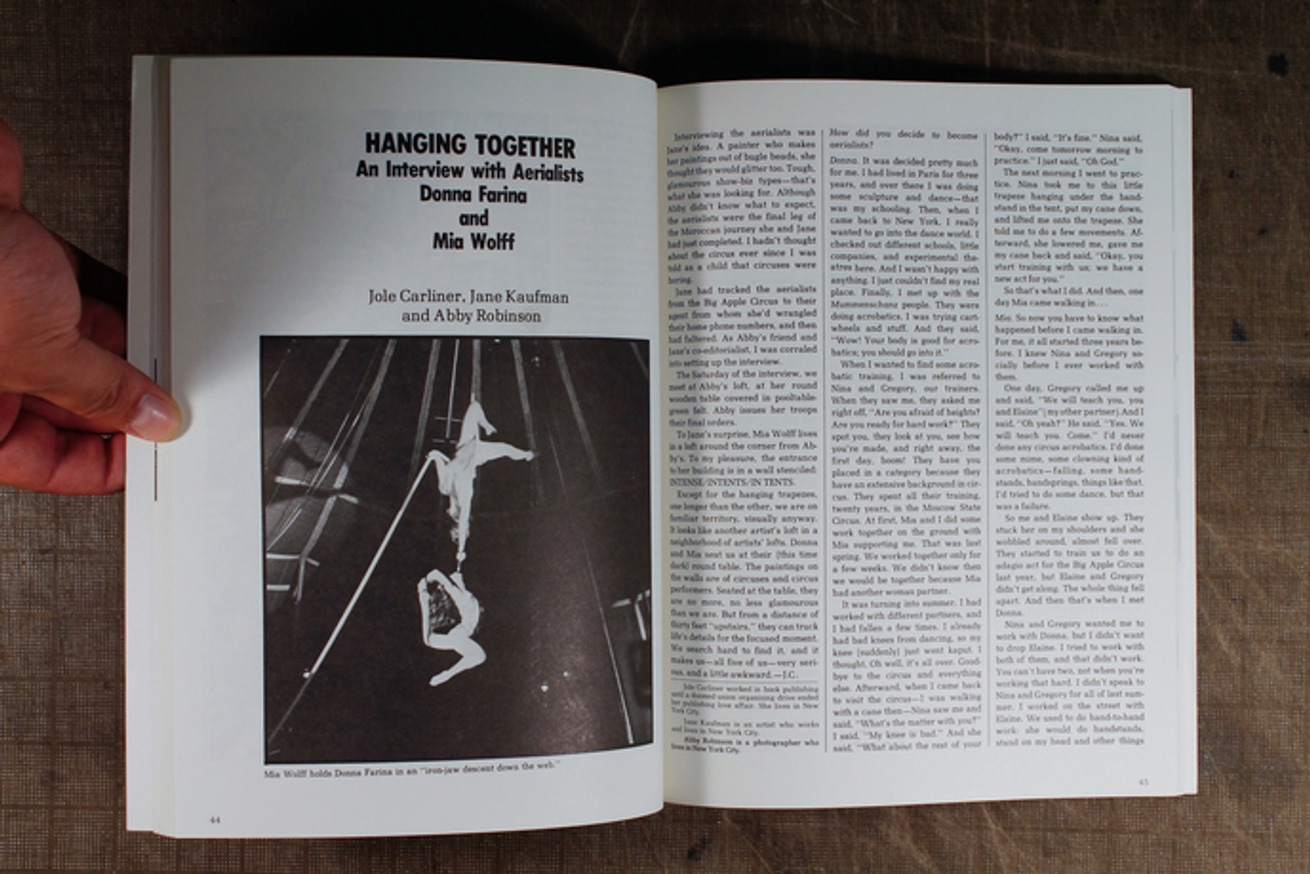 HANGING TOGETHER
An Interview with Aerialists
Donna Farina
and
Mia Wolff
Jole Carliner, Jane Kaufman
and Abby Robinson
Mia Wolff holds Donna Farina in an "iron-jaw descent down the web."
44
Interviewing the aerialists was
Jane's idea. A painter who makes
her paintings out of bugle beads, she
thought they would glitter too. Tough,
glamourous show-biz types—that's
what she was looking for. Although
Abby didn't know what to expect,
the aerialists were the final leg of
the Moroccan journey she and Jane
had just completed. I hadn't thought
about the circus ever since I was
told as a child that circuses were
boring.
Jane had tracked the aerialists
from the Big Apple Circus to their
agent from whom she'd wrangled
their home phone numbers, and then
had faltered. As Abby's friend and
Jane's co-editorialist, I was corraled
into setting up the interview.
The Saturday of the interview, we
meet at Abby's loft, at her round
wooden table covered in pooltable-
green felt. Abby issues her troops
their final orders.
To Jane's surprise, Mia Wolff lives
in a loft around the corner from Ab-
by's. To my pleasure, the entrance
to her building is in a wall stenciled:
INTENSE/INTENTS/IN TENTS.
Except for the hanging trapezes,
one longer than the other, we are on
familiar territory, visually anyway.
It looks like another artist's loft in a
neighborhood of artists' lofts. Donna
and Mia seat us at their (this time
dark) round table. The paintings on
the walls are of circuses and circus
performers. Seated at the table, they
are no more, no less glamourous
than we are. But from a distance of
thirty feet "upstairs," they can truck
life's details for the focused moment.
We search hard to find it, and it
makes us—all five of us—very seri-
ous, and a little awkward.—J.C.
Jole Carliner worked in book publishing
until a doomed union organizing drive ended
her publishing love affair. She lives in New
York City.
Jane Kaufman is an artist who works
and lives in New York City.
Abby Robinson is a photographer who
lives in New York City.
How did you decide to become
aerialists?
Donna. It was decided pretty much
for me. I had lived in Paris for three
years, and over there I was doing
some sculpture and dance—that
was my schooling. Then, when I
came back to New York, I really
wanted to go into the dance world. I
checked out different schools, little
companies, and experimental the-
atres here. And I wasn't happy with
anything. I just couldn't find my real
place. Finally, I met up with the
Mummenschanz people. They were
doing acrobatics. I was trying cart-
wheels and stuff. And they said,
"Wow! Your body is good for acro-
batics; you should go into it."
When I wanted to find some acro-
batic training, I was referred to
Nina and Gregory, our trainers.
When they saw me, they asked me
right off, "Are you afraid of heights?
Are you ready for hard work?" They
spot you, they look at you, see how
you're made, and right away, the
first day, boom! They have you
placed in a category because they
have an extensive background in cir-
cus. They spent all their training,
twenty years, in the Moscow State
Circus. At first, Mia and I did some
work together on the ground with
Mia supporting me. That was last
spring. We worked together only for
a few weeks. We didn't know then
we would be together because Mia
had another woman partner.
It was turning into summer. I had
worked with different partners, and
I had fallen a few times. I already
had bad knees from dancing, so my
knee [suddenly] just went kaput. I
thought, Oh well, it's all over. Good-
bye to the circus and everything
else. Afterward, when I came back
to visit the circus—I was walking
with a cane then—Nina saw me and
said, "What's the matter with you?"
I said, "My knee is bad." And she
said, "What about the rest of your
body?" I said, "It's fine." Nina said,
"Okay, come tomorrow morning to
practice." I just said, "Oh God."
The next morning I went to prac-
tice. Nina took me to this little
trapeze hanging under the band-
stand in the tent, put my cane down,
and lifted me onto the trapeze. She
told me to do a few movements. Af-
terward, she lowered me, gave me
my cane back and said, "Okay, you
start training with us; we have a
new act for you."
So that's what I did. And then, one
day Mia came walking in . . .
Mia. So now you have to know what
happened before I came walking in.
For me, it all started three years be-
fore. I knew Nina and Gregory so-
cially before I ever worked with
them.
One day, Gregory called me up
and said, "We will teach you, you
and Elaine" [my other partner]. And I
said, "Oh yeah?" He said, "Yes. We
will teach you. Come." I'd never
done any circus acrobatics. I'd done
some mime, some clowning kind of
acrobatics—falling, some hand-
stands, handsprings, things like that.
I'd tried to do some dance, but that
was a failure.
So me and Elaine show up. They
stuck her on my shoulders and she
wobbled around, almost fell over.
They started to train us to do an
adagio act for the Big Apple Circus
last year, but Elaine and Gregory
didn't get along. The whole thing fell
apart. And then that's when I met
Donna.
Nina and Gregory wanted me to
work with Donna, but I didn't want
to drop Elaine. I tried to work with
both of them, and that didn't work.
You can't have two, not when you're
working that hard. I didn't speak to
Nina and Gregory for all of last sum-
mer. I worked on the street with
Elaine. We used to do hand-to-hand
work: she would do handstands,
stand on my head and other things
45